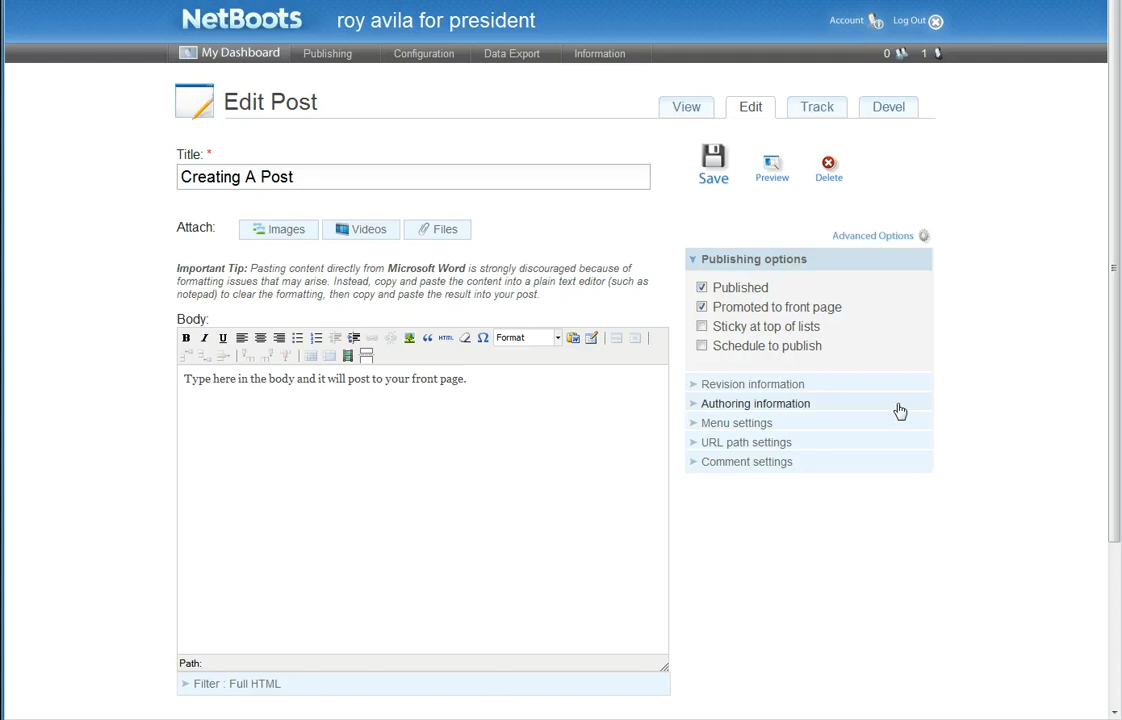 NetBoots roy avila for president
Account Log Out
My Dashboard Publishing Configuration Data Export Information 0 1
Edit Post
View Edit Track Devel
Title: *
Creating A Post
Save Preview Delete
Attach: Images Videos Files
Advanced Options
Important Tip: Pasting content directly from Microsoft Word is strongly discouraged because of
formatting issues that may arise. Instead, copy and paste the content into a plain text editor (such as
notepad) to clear the formatting, then copy and paste the result into your post.
Body:
B I U HTML Ω Format
Type here in the body and it will post to your front page.
Path:
Filter : Full HTML
Publishing options
Published
Promoted to front page
Sticky at top of lists
Schedule to publish
Revision information
Authoring information
Menu settings
URL path settings
Comment settings